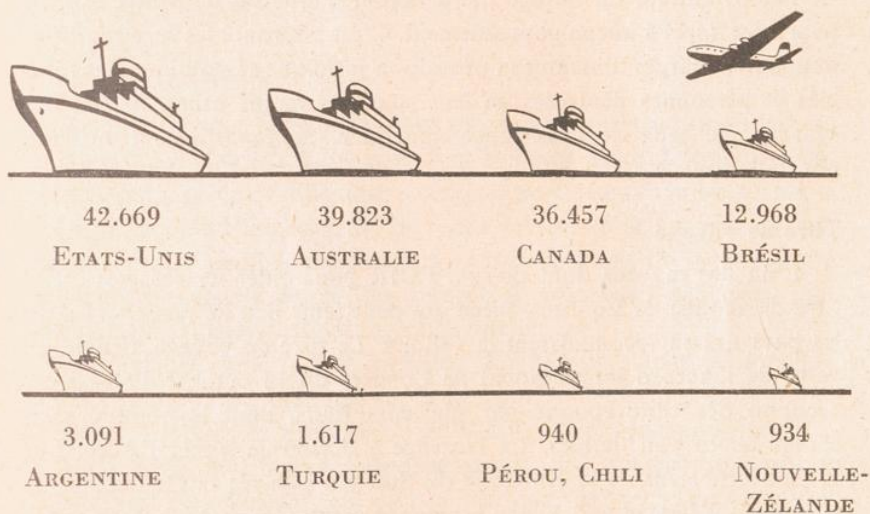 42.669 39.823 36.457 12.968
ETATS-UNIS AUSTRALIE CANADA BRÉSIL
3.091 1.617 940 934
ARGENTINE TURQUIE PÉROU, CHILI NOUVELLE-
ZÉLANDE